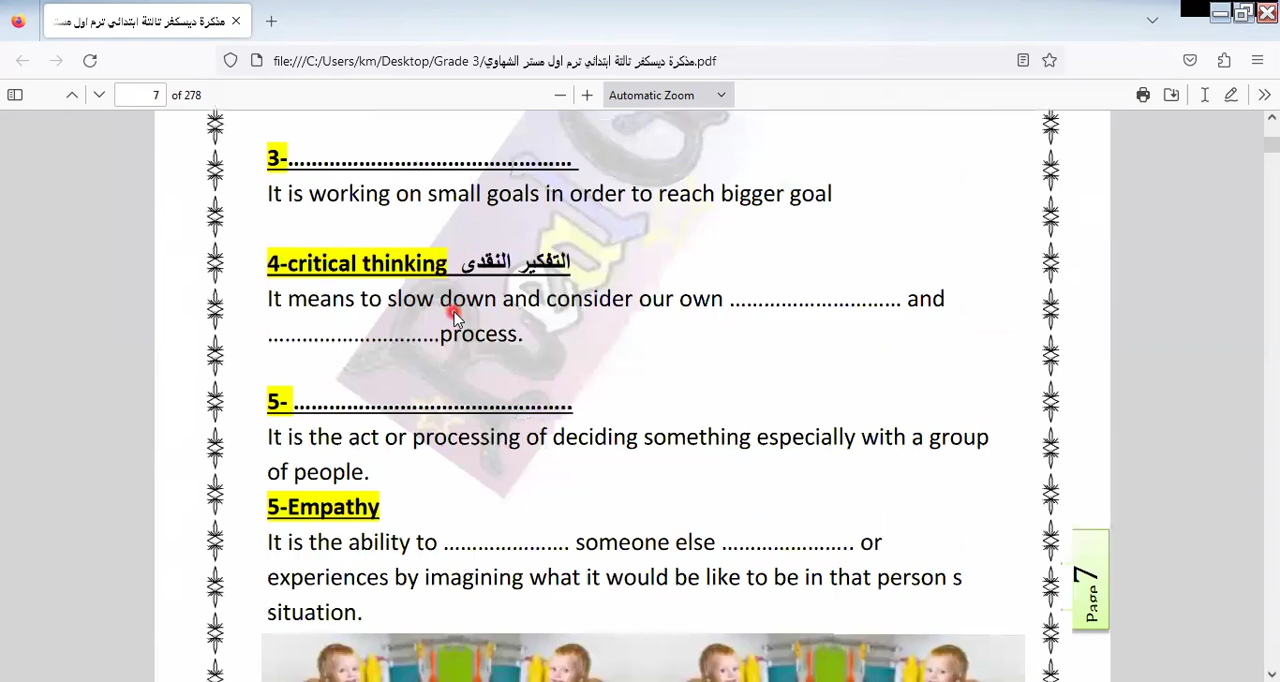 مذكرة ديسكفر تالتة ابتدائي ترم اول مستر
file:///C:/Users/km/Desktop/Grade 3/مذكرة ديسكفر تالتة ابتدائي ترم اول مستر الشهاوي.pdf
7 of 278
Automatic Zoom
3-.....................................................
It is working on small goals in order to reach bigger goal
4-critical thinking التفكير النقدى
It means to slow down and consider our own .............................. and
..............................process.
5- .................................................
It is the act or processing of deciding something especially with a group
of people.
5-Empathy
It is the ability to ...................... someone else ....................... or
experiences by imagining what it would be like to be in that person s
situation.
Page 7